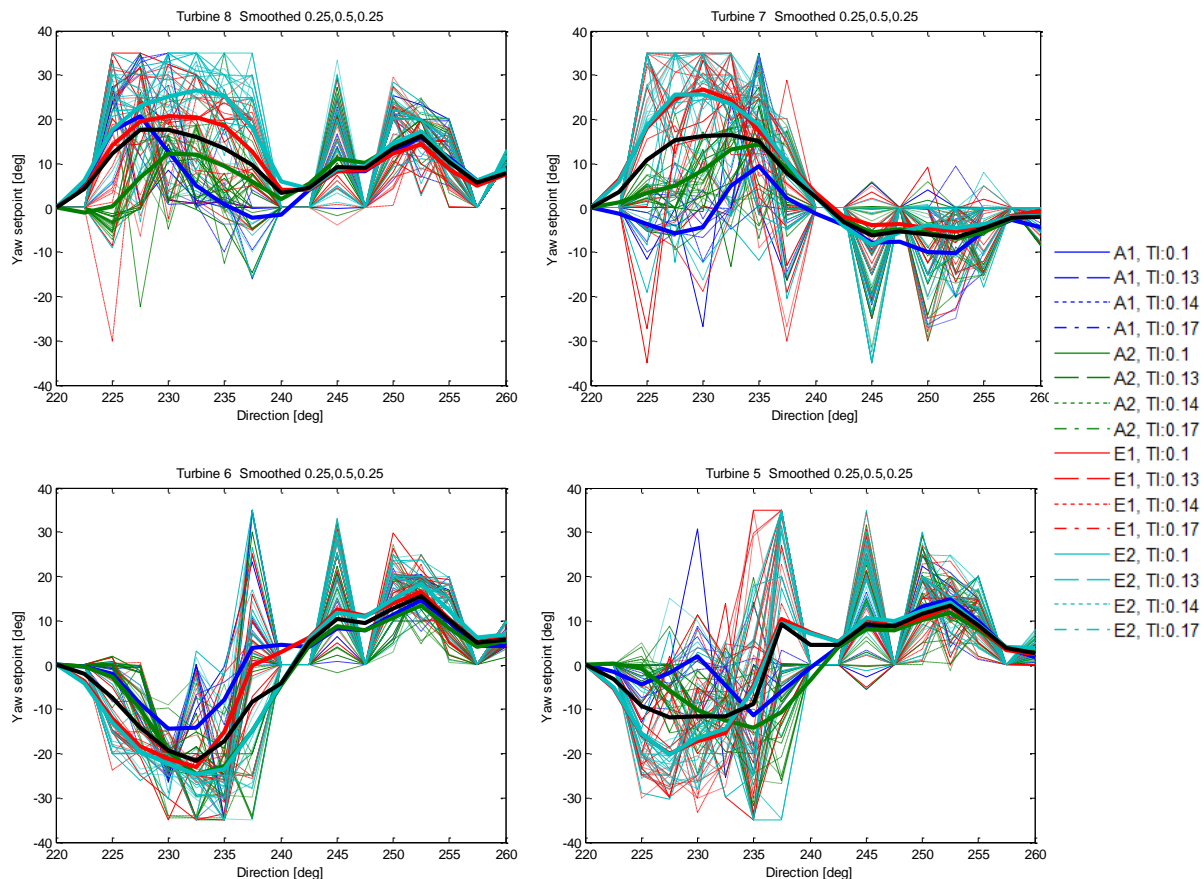 Turbine 8 Smoothed 0.25,0.5,0.25
40
30
20
10
0
-10
-20
-30
-40
Yaw setpoint [deg]
220 225 230 235 240 245 250 255 260
Direction [deg]
Turbine 7 Smoothed 0.25,0.5,0.25
40
30
20
10
0
-10
-20
-30
-40
Yaw setpoint [deg]
220 225 230 235 240 245 250 255 260
Direction [deg]
Turbine 6 Smoothed 0.25,0.5,0.25
40
30
20
10
0
-10
-20
-30
-40
Yaw setpoint [deg]
220 225 230 235 240 245 250 255 260
Direction [deg]
Turbine 5 Smoothed 0.25,0.5,0.25
40
30
20
10
0
-10
-20
-30
-40
Yaw setpoint [deg]
220 225 230 235 240 245 250 255 260
Direction [deg]
A1, TI:0.1
A1, TI:0.13
A1, TI:0.14
A1, TI:0.17
A2, TI:0.1
A2, TI:0.13
A2, TI:0.14
A2, TI:0.17
E1, TI:0.1
E1, TI:0.13
E1, TI:0.14
E1, TI:0.17
E2, TI:0.1
E2, TI:0.13
E2, TI:0.14
E2, TI:0.17